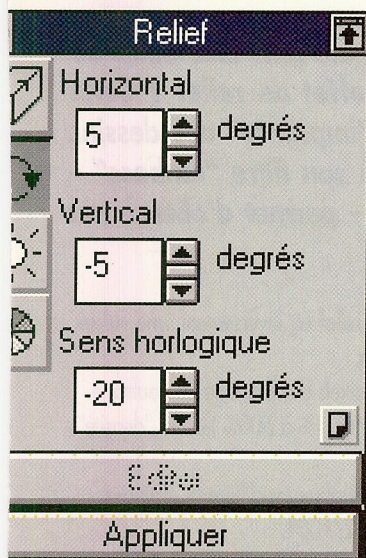 Relief
Horizontal
5 degrés
Vertical
-5 degrés
Sens horlogique
-20 degrés
Appliquer